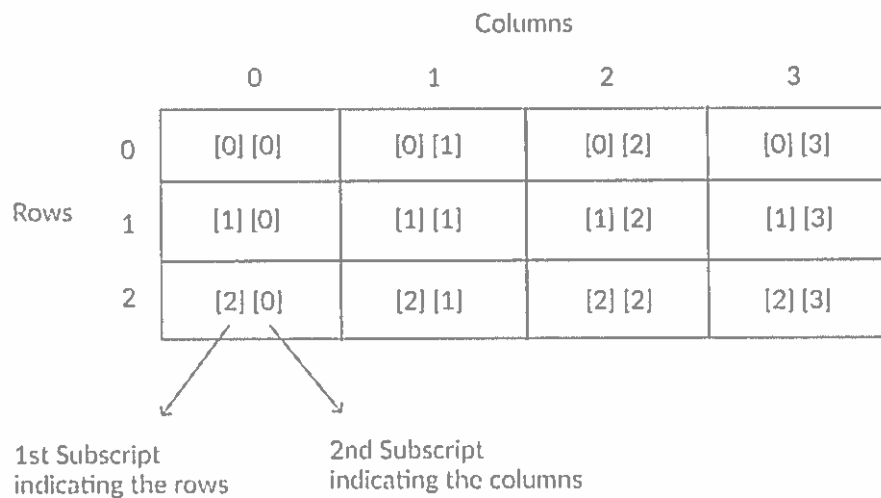 Columns
0 1 2 3
0 [0] [0] [0] [1] [0] [2] [0] [3]
Rows 1 [1] [0] [1] [1] [1] [2] [1] [3]
2 [2] [0] [2] [1] [2] [2] [2] [3]
1st Subscript
indicating the rows
2nd Subscript
indicating the columns